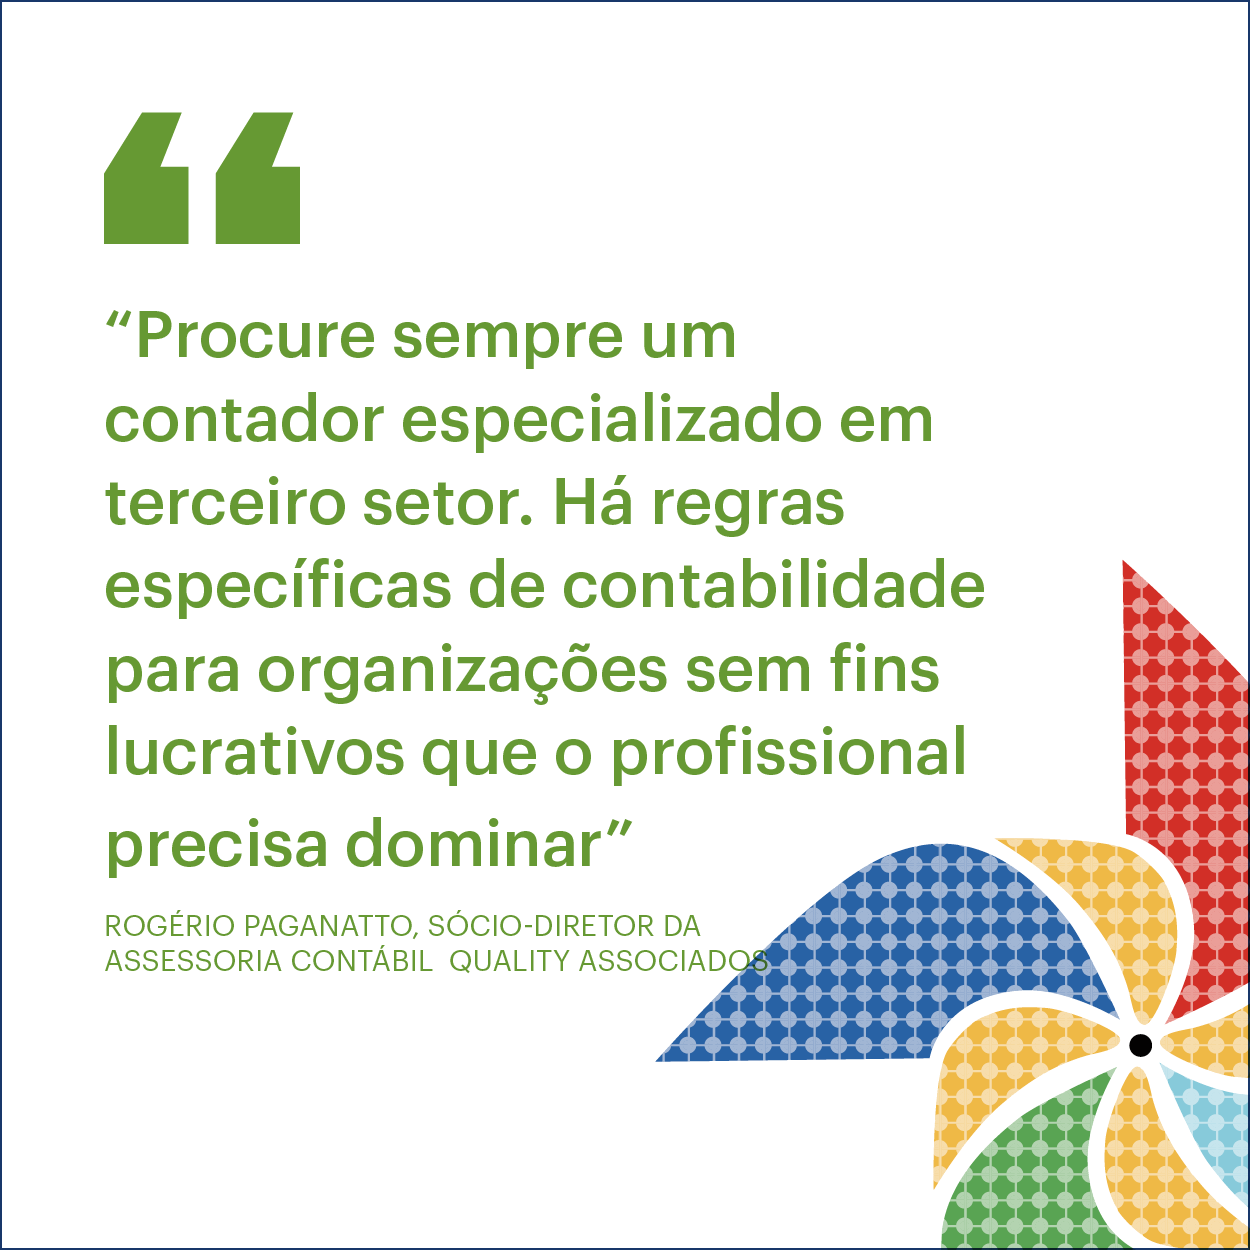 “Procure sempre um
contador especializado em
terceiro setor. Há regras
específicas de contabilidade
para organizações sem fins
lucrativos que o profissional
precisa dominar”
ROGÉRIO PAGANATTO, SÓCIO-DIRETOR DA
ASSESSORIA CONTÁBIL  QUALITY ASSOCIADOS